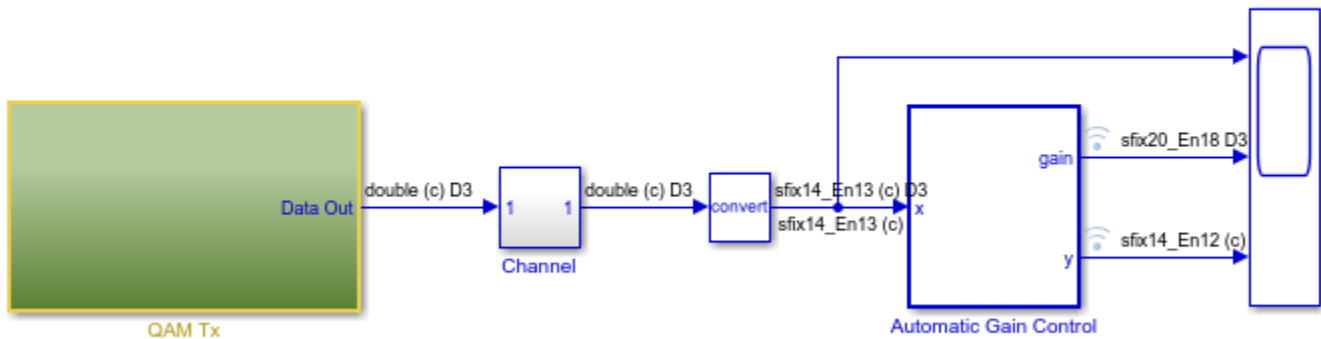 Data Out
QAM Tx
double (c) D3
1
1
Channel
double (c) D3
convert
sfix14_En13 (c) D3
sfix14_En13 (c)
x
gain
y
Automatic Gain Control
sfix20_En18 D3
sfix14_En12 (c)